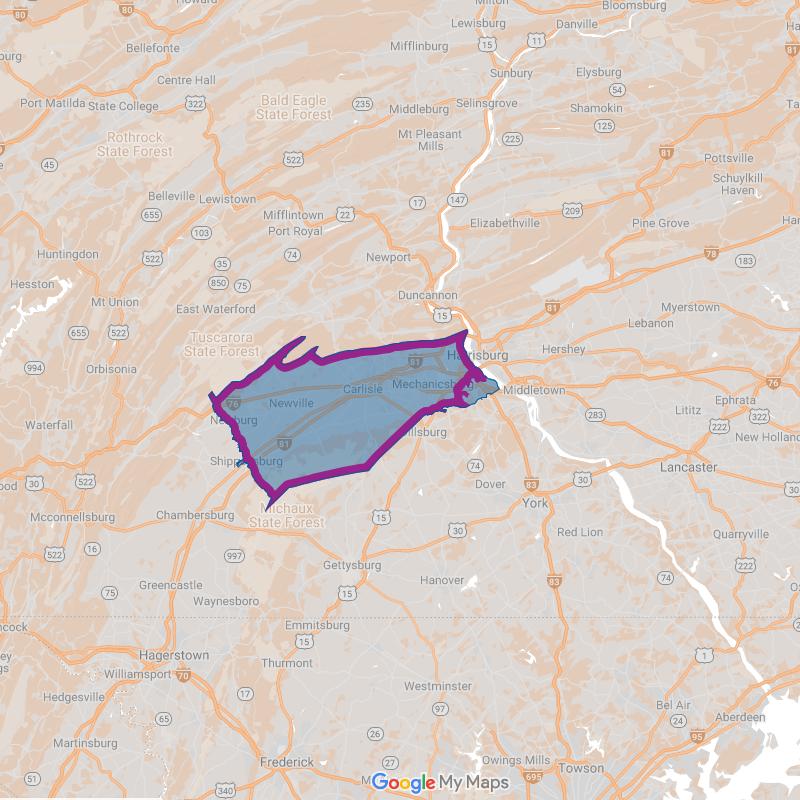 Milton
Bloomsburg
80
Howard
Danville
80
Lewisburg
15
11
Bellefonte
Mifflinburg
81
Sunbury
Centre Hall
Elysburg
54
Port Matilda
State College
322
Bald Eagle
State Forest
235
Middleburg
Selinsgrove
Shamokin
125
Rothrock
State Forest
Mt Pleasant
Mills
225
45
522
81
Pottsville
Schuylkill
Haven
Belleville
Lewistown
17
147
655
Mifflintown
22
209
Port Royal
Elizabethville
Pine Grove
103
Huntingdon
522
35
74
Newport
78
183
850
75
Hesston
Mt Union
Duncannon
East Waterford
15
81
Myerstown
655
522
Lebanon
Tuscarora
State Forest
Harrisburg
Hershey
994
Orbisonia
81
76
Carlisle
Mechanicsburg
Middletown
76
Newville
Ephrata
Lititz
222
322
283
Newburg
Waterfall
81
New Holland
Shippensburg
74
30
Lancaster
30
522
Dover
83
30
York
Mcconnellsburg
Chambersburg
Michaux
State Forest
15
30
Red Lion
Quarryville
522
16
997
Gettysburg
222
Greencastle
Hanover
83
74
75
15
Waynesboro
Emmitsburg
15
1
Hagerstown
Thurmont
Williamsport
70
Westminster
Hedgesville
17
97
Bel Air
24
Aberdeen
65
26
95
Martinsburg
27
Owings Mills
51
Frederick
Towson
340
695
Google My Maps